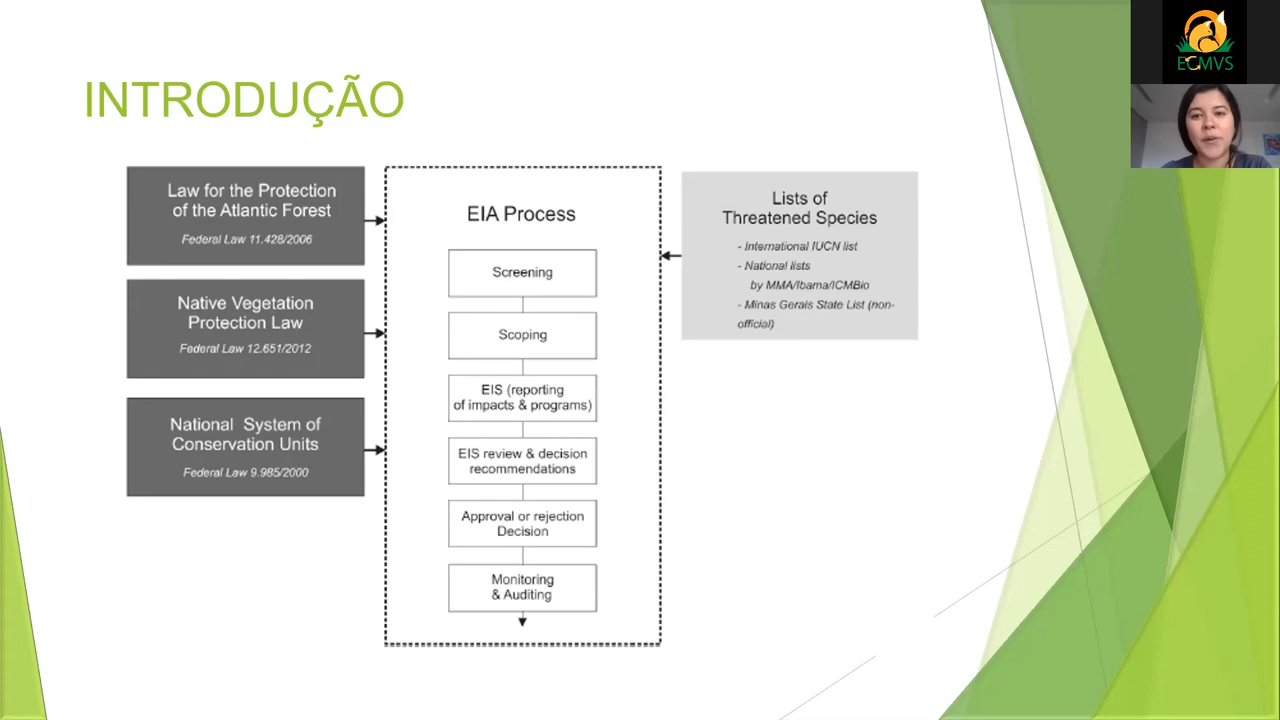 INTRODUÇÃO
Law for the Protection
of the Atlantic Forest
Federal Law 11.428/2006
Native Vegetation
Protection Law
Federal Law 12.651/2012
National System of
Conservation Units
Federal Law 9.985/2000
EIA Process
Screening
Scoping
EIS (reporting
of impacts & programs)
EIS review & decision
recommendations
Approval or rejection
Decision
Monitoring
& Auditing
Lists of
Threatened Species
- International IUCN list
- National lists
by MMA/Ibama/ICMBio
- Minas Gerais State List (non-
official)
EGMVS